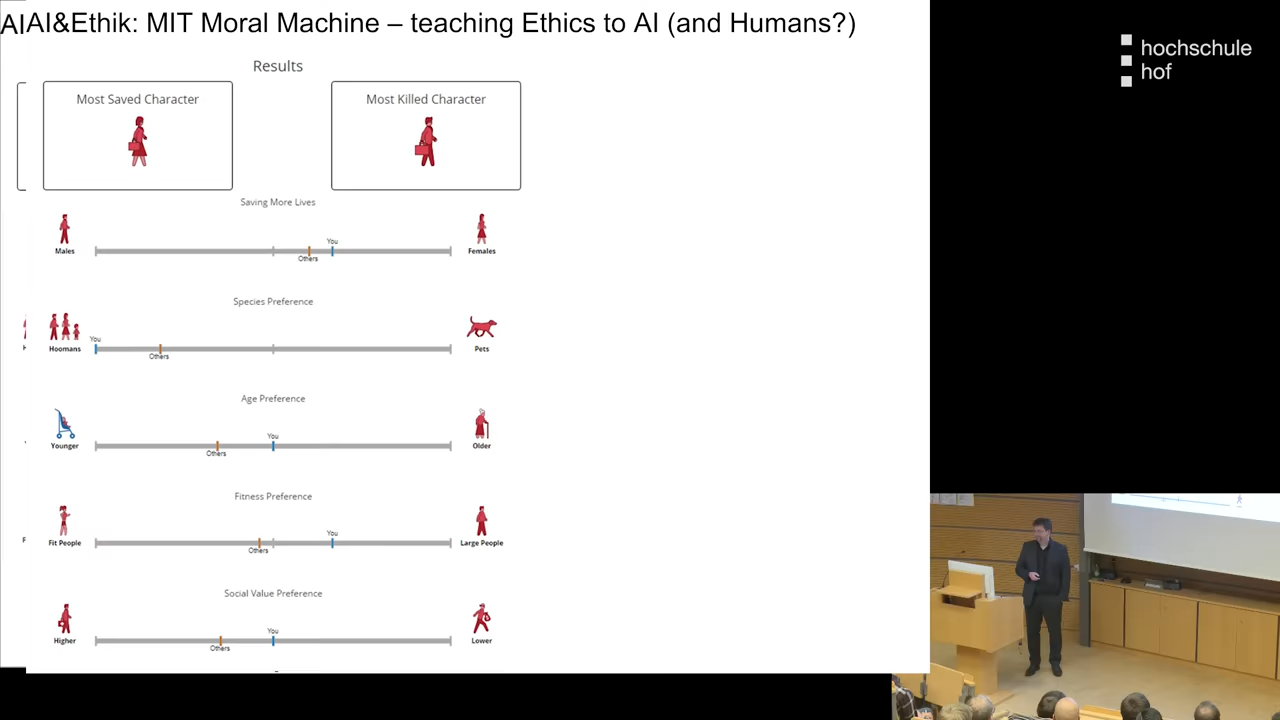 AI
AI&Ethik: MIT Moral Machine – teaching Ethics to AI (and Humans?)
hochschule
hof
Results
Most Saved Character
Most Killed Character
Saving More Lives
You
Males
Females
Others
Species Preference
You
Hoomans
Pets
Others
Age Preference
You
Younger
Older
Others
Fitness Preference
You
Fit People
Large People
Others
Social Value Preference
You
Higher
Lower
Others